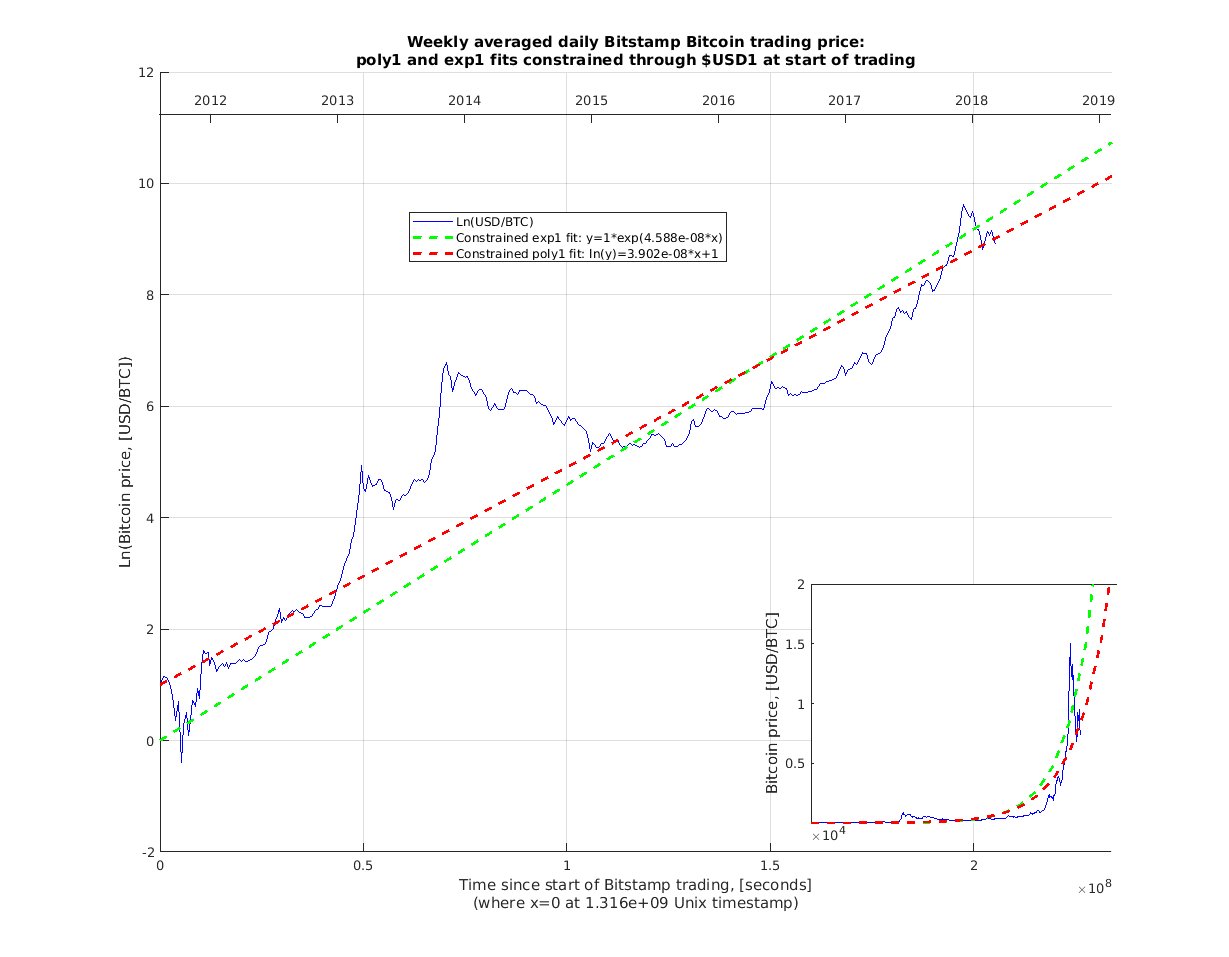 Weekly averaged daily Bitstamp Bitcoin trading price:
poly1 and exp1 fits constrained through $USD1 at start of trading
12
2012 2013 2014 2015 2016 2017 2018 2019
10
Ln(USD/BTC)
Constrained exp1 fit: y=1*exp(4.588e-08*x)
Constrained poly1 fit: ln(y)=3.902e-08*x+1
8
6
Ln(Bitcoin price, [USD/BTC])
4
2
0
-2
2
1.5
1
0.5
Bitcoin price, [USD/BTC]
×10⁴
0 0.5 1 1.5 2
×10⁸
Time since start of Bitstamp trading, [seconds]
(where x=0 at 1.316e+09 Unix timestamp)